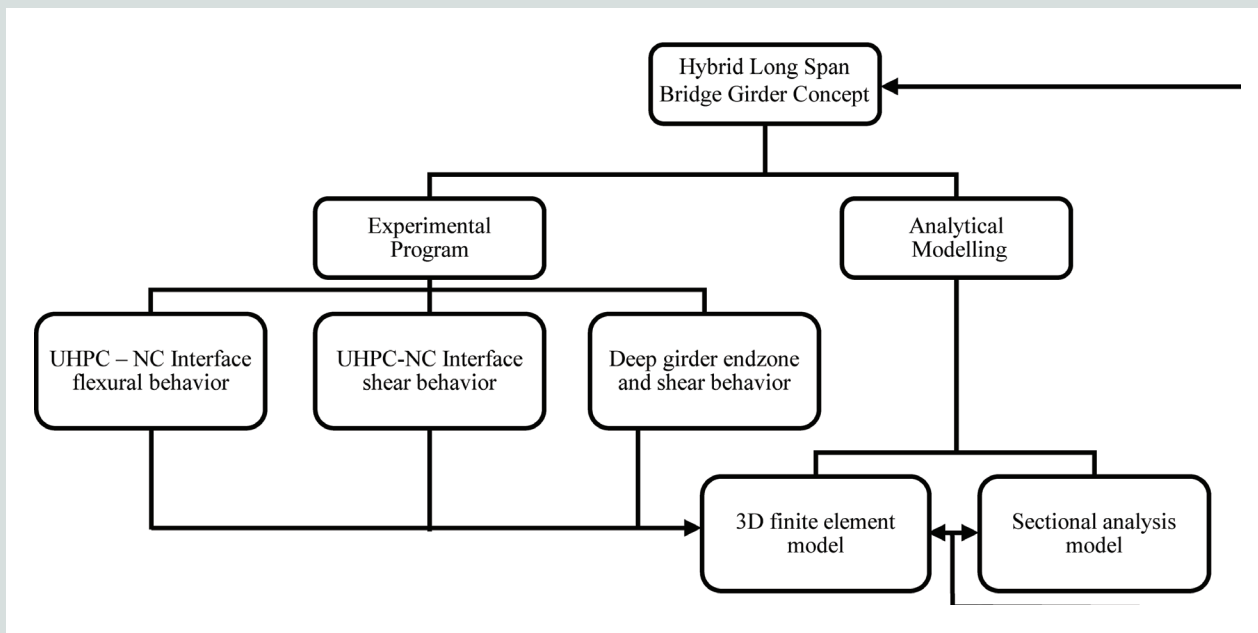 Hybrid Long Span
Bridge Girder Concept
Experimental
Program
Analytical
Modelling
UHPC – NC Interface
flexural behavior
UHPC-NC Interface
shear behavior
Deep girder endzone
and shear behavior
3D finite element
model
Sectional analysis
model